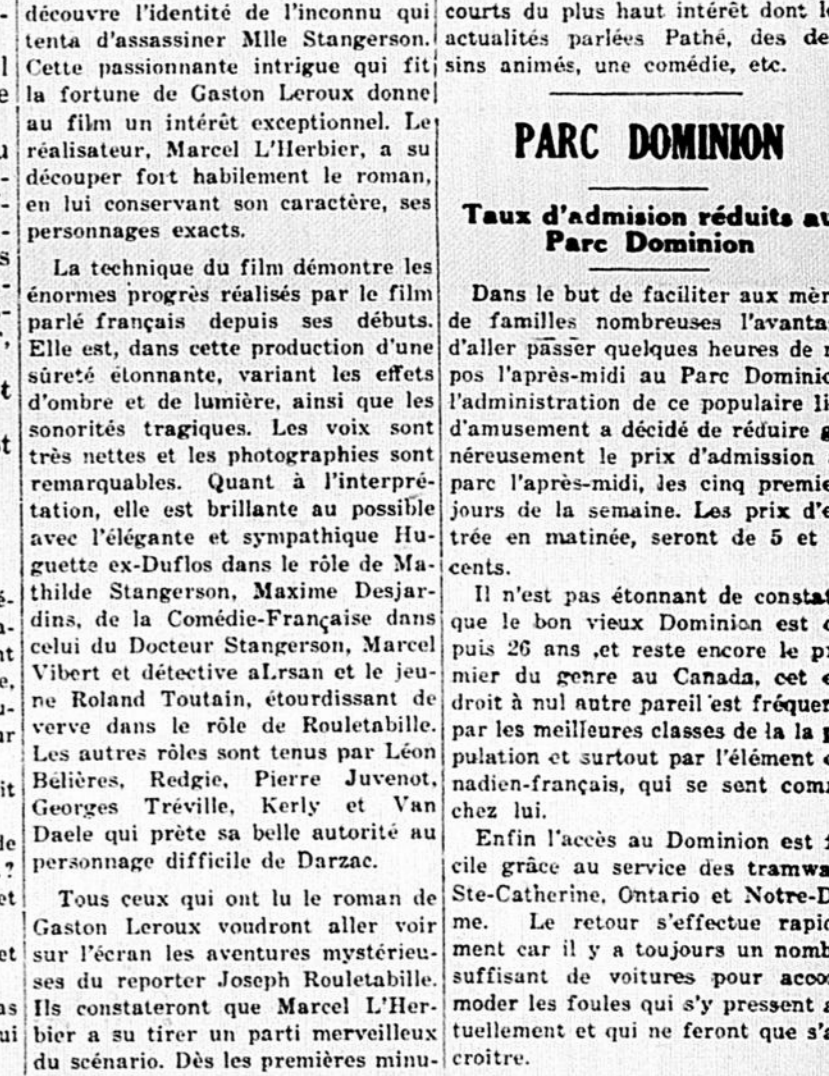 découvre l'identité de l'inconnu qui
tenta d'assassiner Mlle Stangerson.
Cette passionnante intrigue qui fit
la fortune de Gaston Leroux donne
au film un intérêt exceptionnel. Le
réalisateur, Marcel L'Herbier, a su
découper fort habilement le roman,
en lui conservant son caractère, ses
personnages exacts.
La technique du film démontre les
énormes progrès réalisés par le film
parlé français depuis ses débuts.
Elle est, dans cette production d'une
sûreté étonnante, variant les effets
d'ombre et de lumière, ainsi que les
sonorités tragiques. Les voix sont
très nettes et les photographies sont
remarquables. Quant à l'interpré-
tation, elle est brillante au possible
avec l'élégante et sympathique Hu-
guette ex-Duflos dans le rôle de Ma-
thilde Stangerson, Maxime Desjar-
dins, de la Comédie-Française dans
celui du Docteur Stangerson, Marcel
Vibert et détective aLrsan et le jeu-
ne Roland Toutain, étourdissant de
verve dans le rôle de Rouletabille.
Les autres rôles sont tenus par Léon
Bélières, Redgie, Pierre Juvenot,
Georges Tréville, Kerly et Van
Daele qui prète sa belle autorité au
personnage difficile de Darzac.
Tous ceux qui ont lu le roman de
Gaston Leroux voudront aller voir
sur l'écran les aventures mystérieu-
ses du reporter Joseph Rouletabille.
Ils constateront que Marcel L'Her-
bier a su tirer un parti merveilleux
du scénario. Dès les premières minu-
courts du plus haut intérêt dont le
actualités parlées Pathé, des de
sins animés, une comédie, etc.
PARC DOMINION
Taux d'admision réduits au
Parc Dominion
Dans le but de faciliter aux mèr
de familles nombreuses l'avanta
d'aller passer quelques heures de
pos l'après-midi au Parc Dominio
l'administration de ce populaire li
d'amusement a décidé de réduire g
néreusement le prix d'admission
parc l'après-midi, les cinq premie
jours de la semaine. Les prix d'e
trée en matinée, seront de 5 et
cents.
Il n'est pas étonnant de constat
que le bon vieux Dominion est
puis 26 ans ,et reste encore le pr
mier du genre au Canada, cet
droit à nul autre pareil est fréquen
par les meilleures classes de la la p
pulation et surtout par l'élément
nadien-français, qui se sent com
chez lui.
Enfin l'accès au Dominion est f
cile grâce au service des tramwa
Ste-Catherine, Ontario et Notre-D
me. Le retour s'effectue rapid
ment car il y a toujours un nomb
suffisant de voitures pour accom
moder les foules qui s'y pressent a
tuellement et qui ne feront que s'a
croitre.